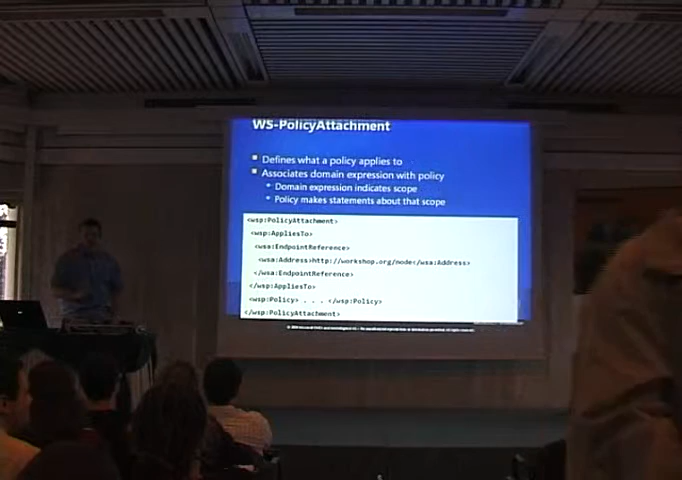 WS-PolicyAttachment
Defines what a policy applies to
Associates domain expression with policy
Domain expression indicates scope
Policy makes statements about that scope
<wsp:PolicyAttachment>
<wsp:AppliesTo>
<wsa:EndpointReference>
<wsa:Address>http://workshop.org/node</wsa:Address>
</wsa:EndpointReference>
</wsp:AppliesTo>
<wsp:Policy> . . . </wsp:Policy>
</wsp:PolicyAttachment>